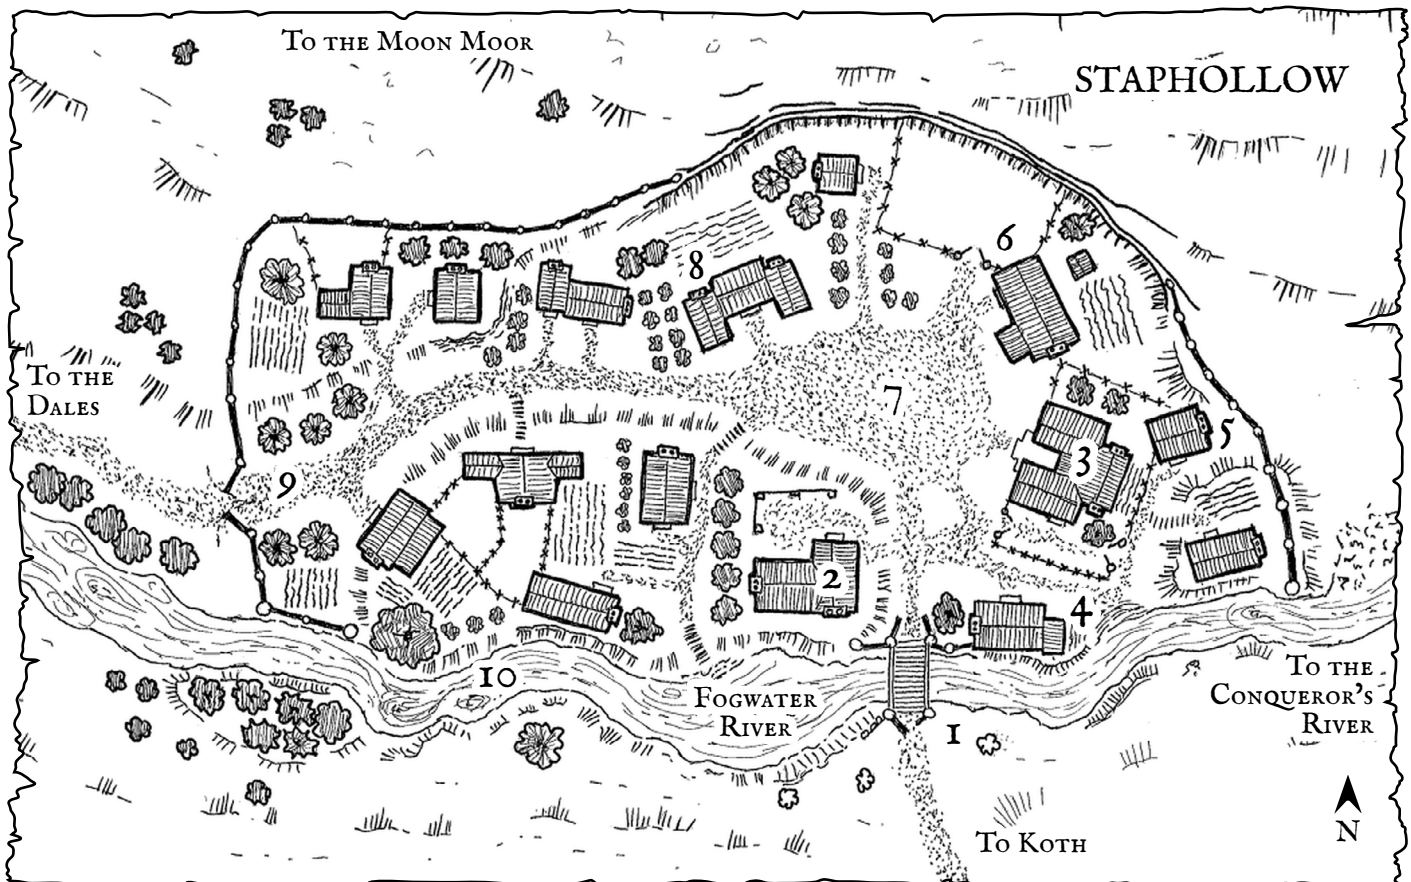 To the Moon Moor
STAPHOLLOW
6
8
To the
Dales
7
5
3
9
2
4
10
Fogwater
River
To the
Conqueror's
River
1
To Koth
N